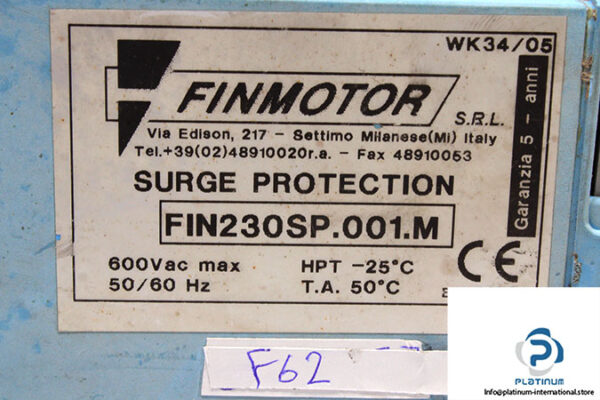 WK34/05
FINMOTOR S.R.L.
Via Edison, 217 - Settimo Milanese(Mi) Italy
Tel.+39(02)48910020r.a. - Fax 48910053
SURGE PROTECTION
FIN230SP.001.M
600Vac max HPT -25°C
50/60 Hz T.A. 50°C
CE
Garanzia 5 - anni
F62
PLATINUM
INTERNATIONAL
info@platinum-international.store